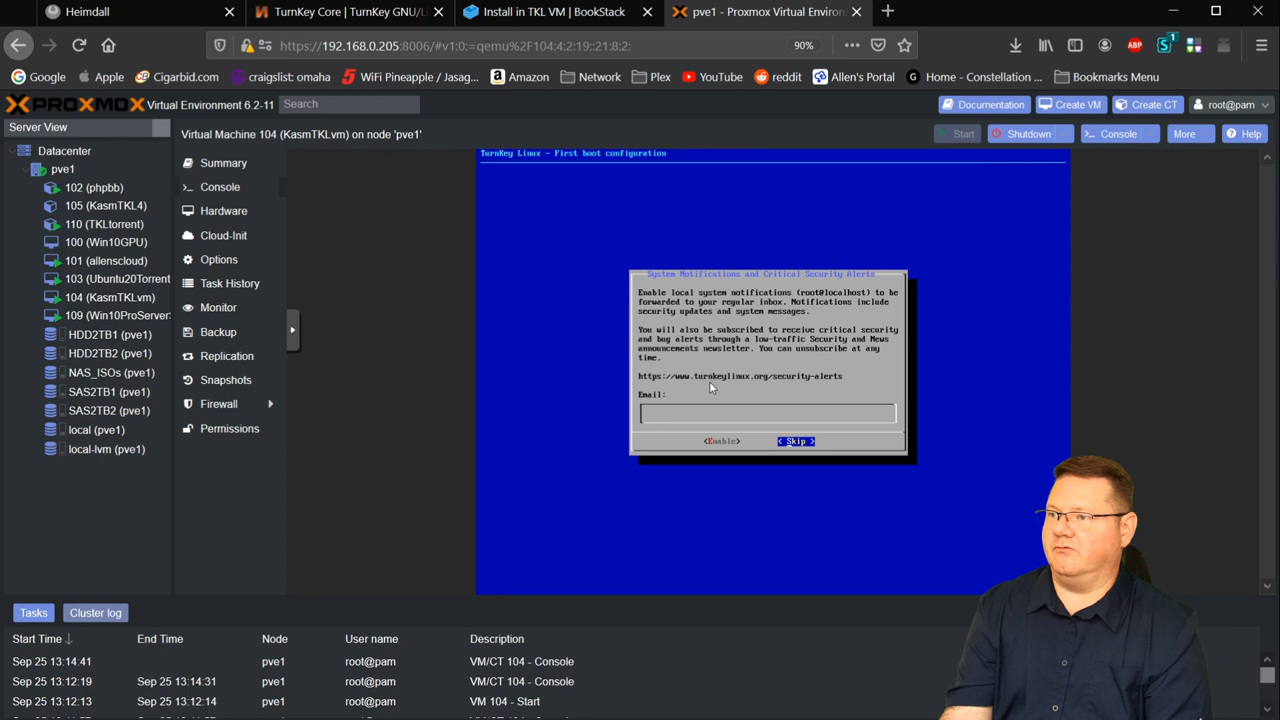 Heimdall
TurnKey Core | TurnKey GNU/L
Install in TKL VM | BookStack
pve1 - Proxmox Virtual Environ
https://192.168.0.205:8006/#v1:0:=qemu%2F104:4:2:19::21:8:2:
90%
1
ABP
Google
Apple
Cigarbid.com
craigslist: omaha
WiFi Pineapple / Jasag...
Amazon
Network
Plex
YouTube
reddit
Allen's Portal
Home - Constellation ...
Bookmarks Menu
PROXMOX Virtual Environment 6.2-11
Search
Documentation
Create VM
Create CT
root@pam
Server View
Virtual Machine 104 (KasmTKLvm) on node 'pve1'
Start
Shutdown
Console
More
Help
Datacenter
pve1
102 (phpbb)
105 (KasmTKL4)
110 (TKLtorrent)
100 (Win10GPU)
101 (allenscloud)
103 (Ubuntu20Torrent
104 (KasmTKLvm)
109 (Win10ProServer
HDD2TB1 (pve1)
HDD2TB2 (pve1)
NAS_ISOs (pve1)
SAS2TB1 (pve1)
SAS2TB2 (pve1)
local (pve1)
local-lvm (pve1)
Summary
Console
Hardware
Cloud-Init
Options
Task History
Monitor
Backup
Replication
Snapshots
Firewall
Permissions
TurnKey Linux - First boot configuration
System Notifications and Critical Security Alerts
Enable local system notifications (root@localhost) to be
forwarded to your regular inbox. Notifications include
security updates and system messages.
You will also be subscribed to receive critical security
and bug alerts through a low-traffic Security and News
announcements newsletter. You can unsubscribe at any
time.
https://www.turnkeylinux.org/security-alerts
Email:
<Enable>
< Skip >
Tasks
Cluster log
Start Time
End Time
Node
User name
Description
Sep 25 13:14:41
pve1
root@pam
VM/CT 104 - Console
Sep 25 13:12:19
Sep 25 13:14:31
pve1
root@pam
VM/CT 104 - Console
Sep 25 13:12:13
Sep 25 13:12:14
pve1
root@pam
VM 104 - Start